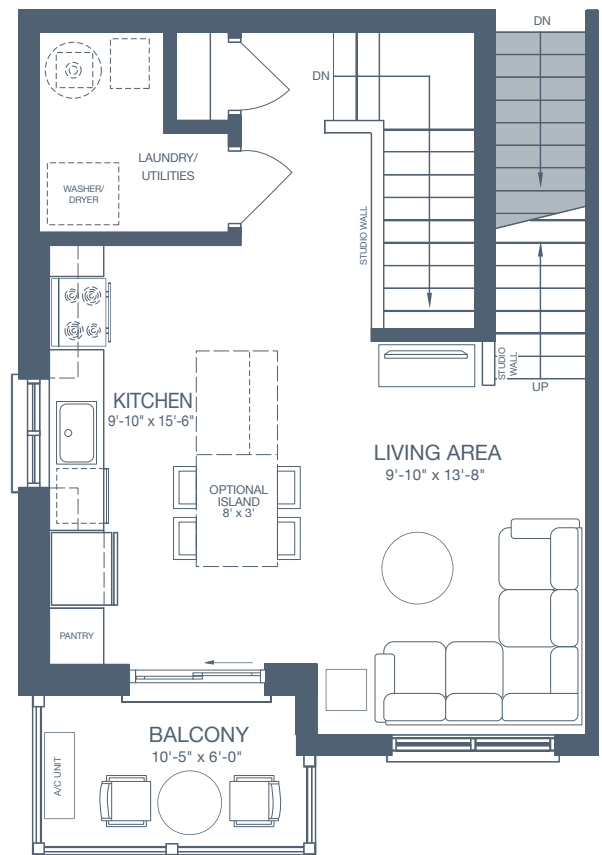 DN
DN
LAUNDRY/
UTILITIES
WASHER/
DRYER
STUDIO WALL
STUDIO
WALL
UP
KITCHEN
9'-10" x 15'-6"
LIVING AREA
9'-10" x 13'-8"
OPTIONAL
ISLAND
8' x 3'
PANTRY
BALCONY
10'-5" x 6'-0"
A/C UNIT